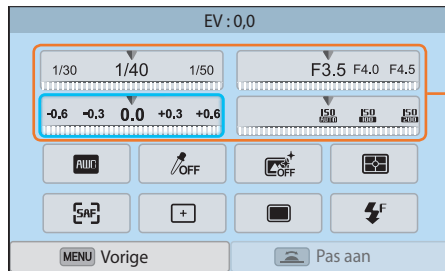 EV : 0,0
1/30 1/40 1/50 F3.5 F4.0 F4.5
-0.6 -0.3 0.0 +0.3 +0.6 ISO AUTO ISO 100 ISO 200
AWC OFF OFF
SAF F
MENU Vorige Pas aan